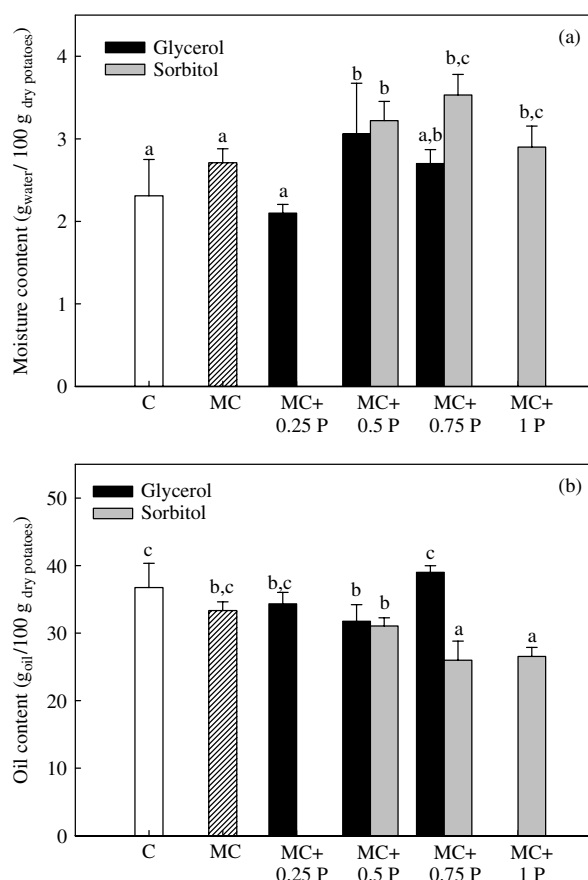 (a)
Glycerol
Sorbitol
Moisture coontent (gwater/ 100 g dry potatoes)
4
3
2
1
0
a
a
a
b
b
a,b
b,c
b,c
C
MC
MC+
0.25 P
MC+
0.5 P
MC+
0.75 P
MC+
1 P
(b)
Glycerol
Sorbitol
Oil content (goil/100 g dry potatoes)
50
40
30
20
10
0
c
b,c
b,c
b
b
c
a
a
C
MC
MC+
0.25 P
MC+
0.5 P
MC+
0.75 P
MC+
1 P